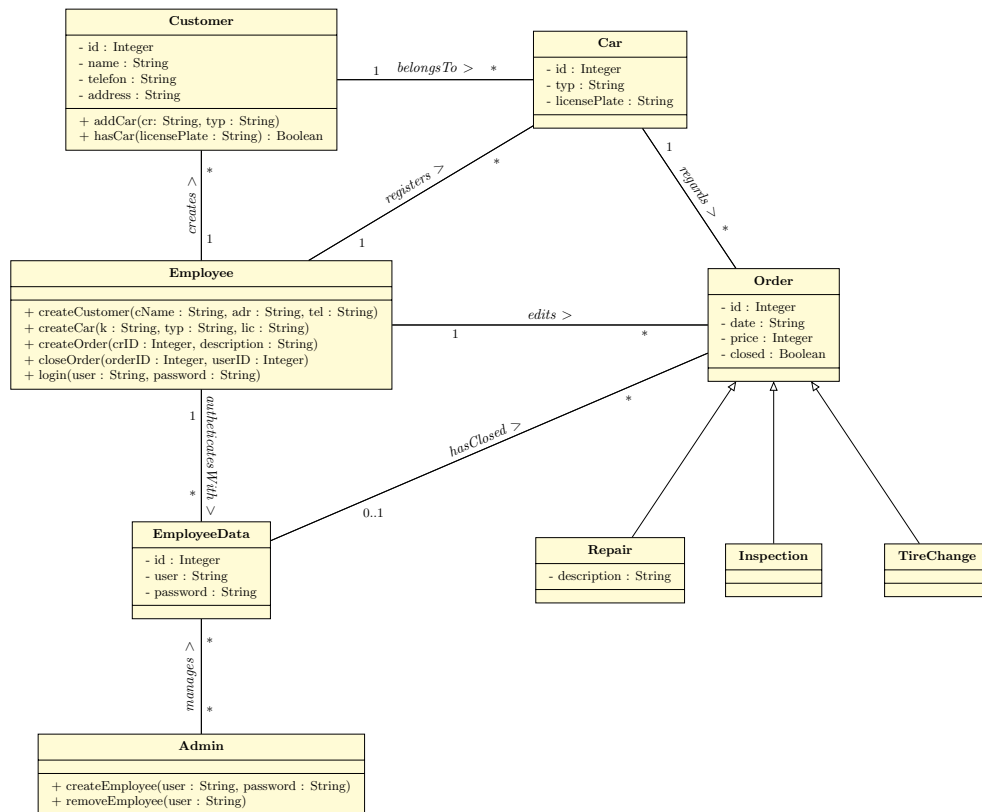 Customer
- id : Integer
- name : String
- telefon : String
- address : String
+ addCar(cr: String, typ : String)
+ hasCar(licensePlate : String) : Boolean
1
belongsTo >
*
Car
- id : Integer
- typ : String
- licensePlate : String
*
creates >
1
registers >
*
1
1
regards >
*
Employee
+ createCustomer(cName : String, adr : String, tel : String)
+ createCar(k : String, typ : String, lic : String)
+ createOrder(crID : Integer, description : String)
+ closeOrder(orderID : Integer, userID : Integer)
+ login(user : String, password : String)
edits >
1
*
Order
- id : Integer
- date : String
- price : Integer
- closed : Boolean
1
autheticatesWith >
*
hasClosed >
*
0..1
EmployeeData
- id : Integer
- user : String
- password : String
Repair
- description : String
Inspection
TireChange
*
manages >
*
Admin
+ createEmployee(user : String, password : String)
+ removeEmployee(user : String)